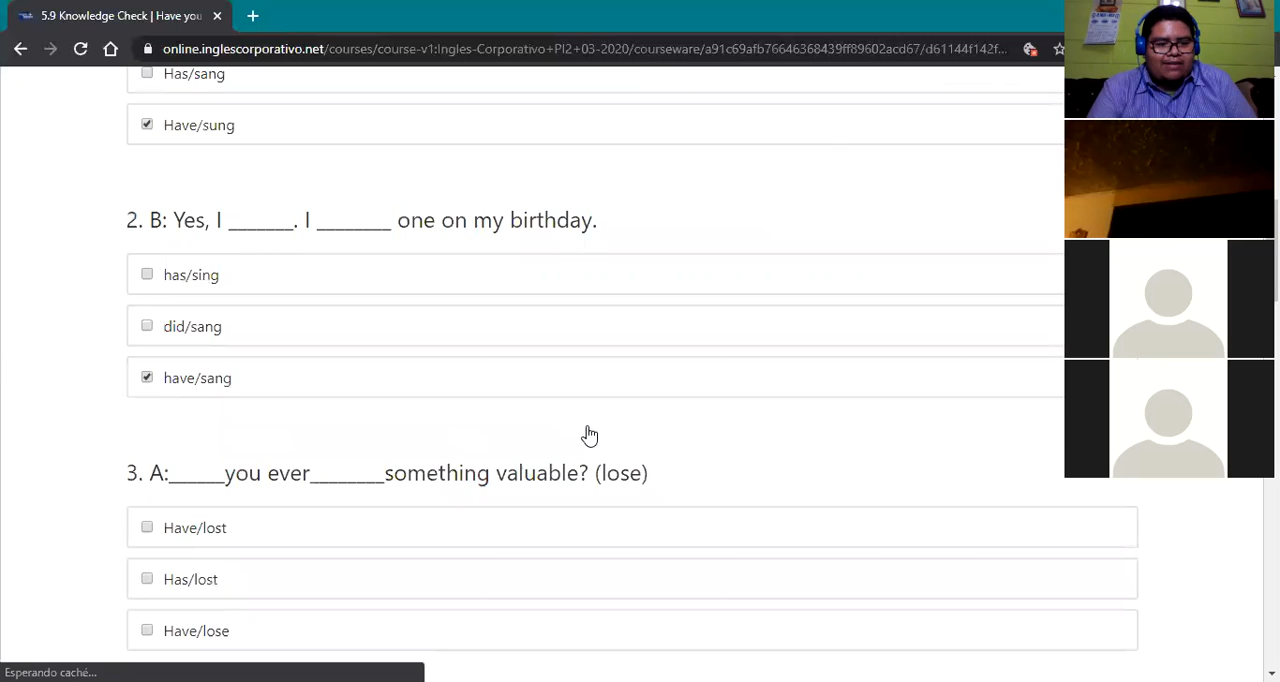 5.9 Knowledge Check | Have you
online.inglescorporativo.net/courses/course-v1:Ingles-Corporativo+PI2+03-2020/courseware/a91c69afb76646368439ff89602acd67/d61144f142f...
Has/sang
Have/sung
2. B: Yes, I _______. I ________ one on my birthday.
has/sing
did/sang
have/sang
3. A:______you ever________something valuable? (lose)
Have/lost
Has/lost
Have/lose
Esperando caché...